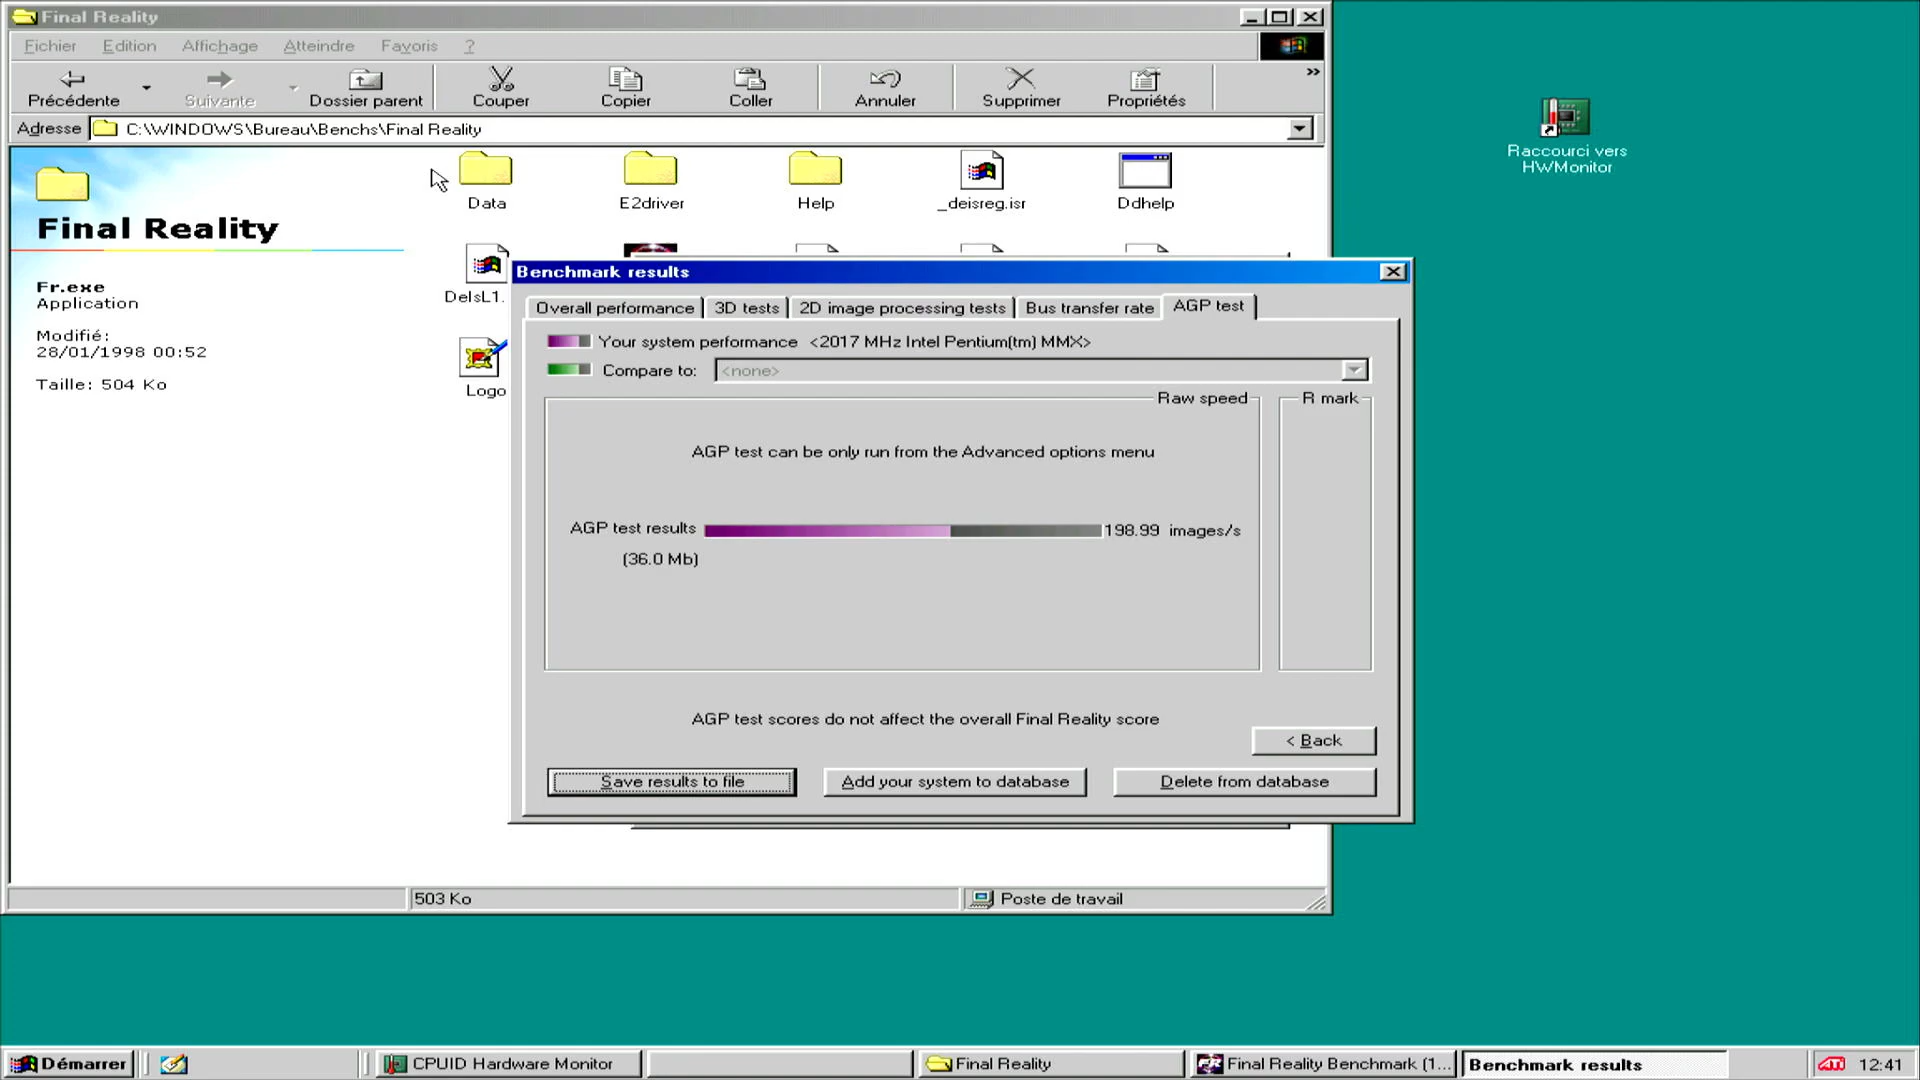 Final Reality
Fichier Edition Affichage Atteindre Favoris ?
Précédente Suivante Dossier parent Couper Copier Coller Annuler Supprimer Propriétés »
Adresse C:\WINDOWS\Bureau\Benchs\Final Reality
Raccourci vers
HWMonitor
Data E2driver Help _deisreg.isr Ddhelp
Final Reality
Fr.exe
Application
Modifié:
28/01/1998 00:52
Taille: 504 Ko
Logo
Benchmark results
Overall performance 3D tests 2D image processing tests Bus transfer rate AGP test
Your system performance <2017 MHz Intel Pentium(tm) MMX>
Compare to: <none>
Raw speed R mark
AGP test can be only run from the Advanced options menu
AGP test results 198.99 images/s
(36.0 Mb)
AGP test scores do not affect the overall Final Reality score
< Back
Save results to file Add your system to database Delete from database
503 Ko Poste de travail
Démarrer CPUID Hardware Monitor Final Reality Final Reality Benchmark (1... Benchmark results ATI 12:41